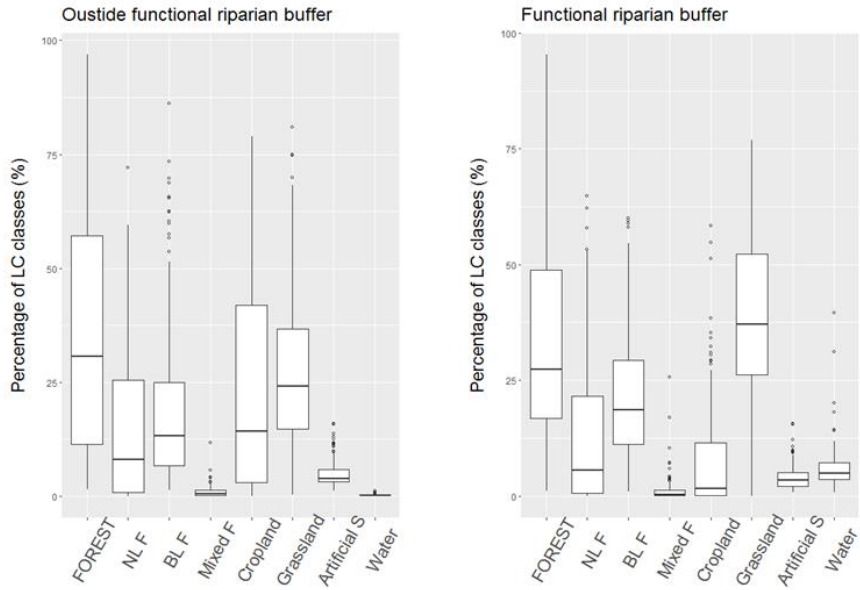 Oustide functional riparian buffer
Percentage of LC classes (%)
100
75
50
25
0
FOREST
NL F
BL F
Mixed F
Cropland
Grassland
Artificial S
Water
Functional riparian buffer
Percentage of LC classes (%)
100
75
50
25
0
FOREST
NL F
BL F
Mixed F
Cropland
Grassland
Artificial S
Water